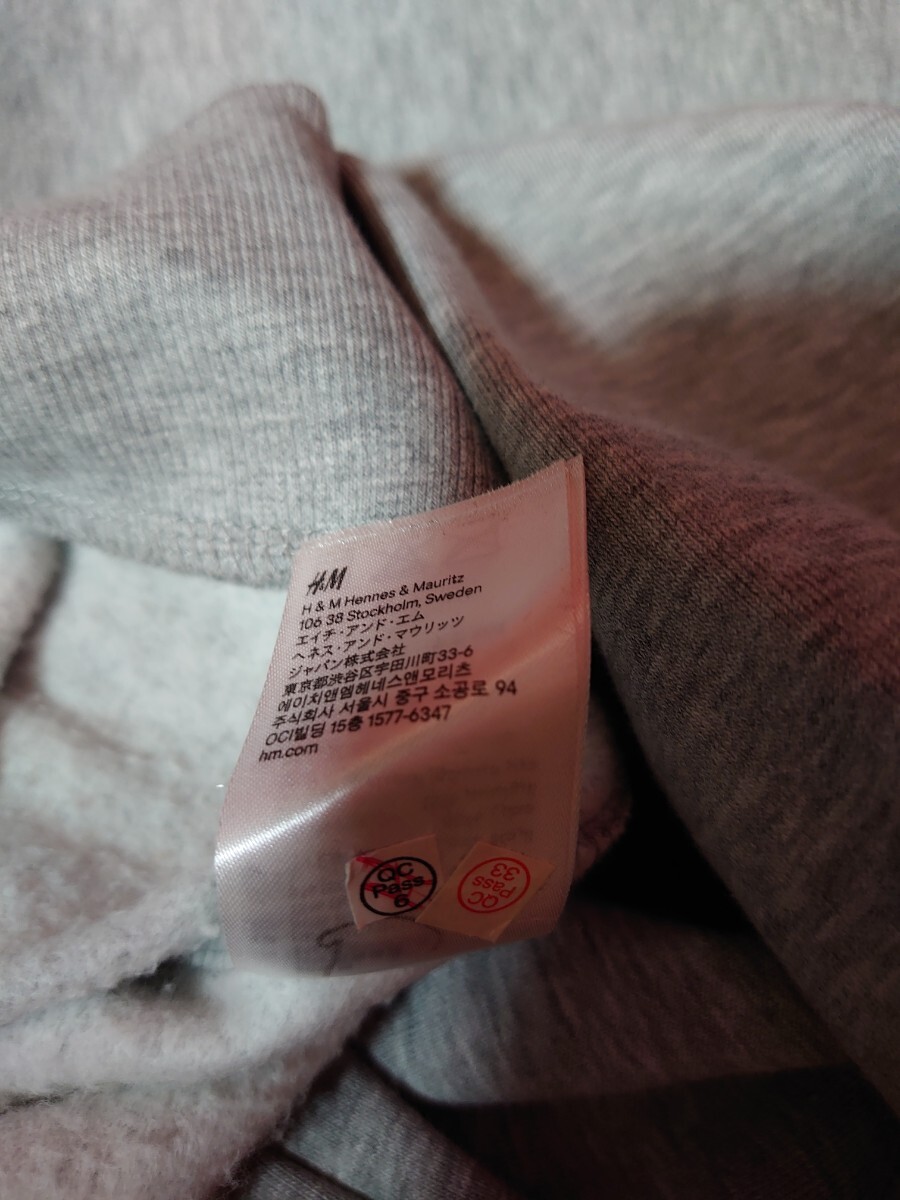 H&M
H & M Hennes & Mauritz
106 38 Stockholm, Sweden
エイチ・アンド・エム
ヘネス・アンド・マウリッツ
ジャパン株式会社
東京都渋谷区宇田川町33-6
에이치앤엠헤네스앤모리츠
주식회사 서울시 중구 소공로 94
OCI빌딩 15층 1577-6347
hm.com
QC
Pass
6
QC
Pass
33